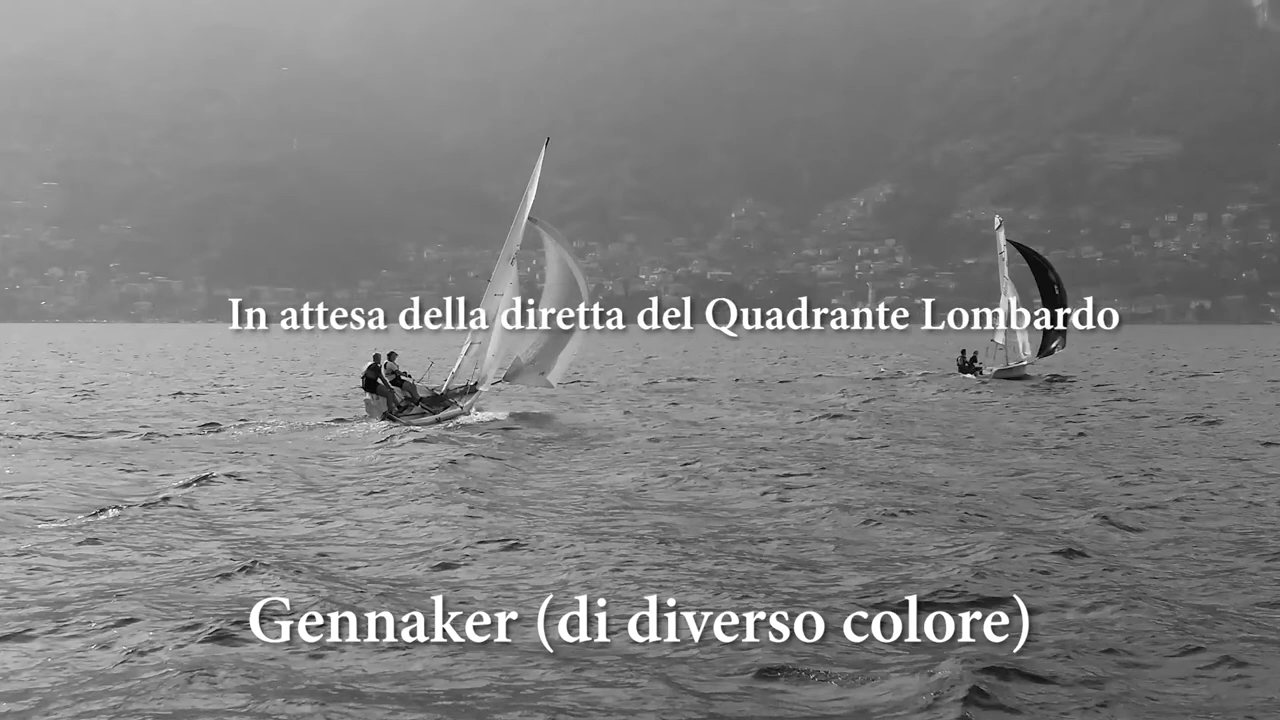 In attesa della diretta del Quadrante Lombardo
Gennaker (di diverso colore)